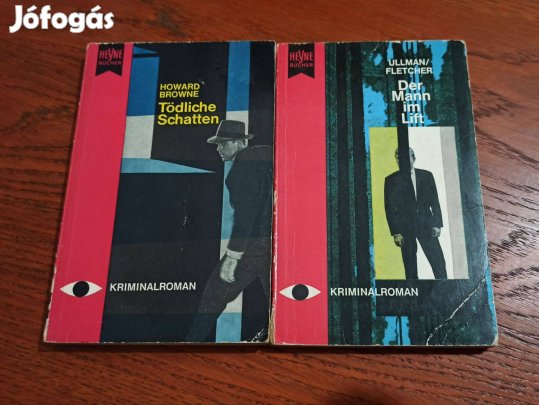 Jófogás
HEYNE
BÜCHER
HOWARD
BROWNE
Tödliche
Schatten
KRIMINALROMAN
HEYNE
BÜCHER
ULLMAN/
FLETCHER
Der
Mann
im
Lift
KRIMINALROMAN